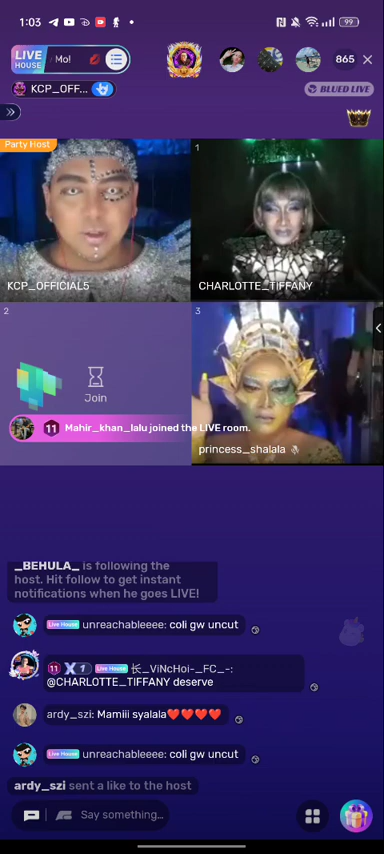 1:03
99
LIVE HOUSE
/ Mo!
865
KCP_OFF...
BLUED LIVE
Party Host
1
KCP_OFFICIAL5
CHARLOTTE_TIFFANY
2
3
Join
11 Mahir_khan_lalu joined the LIVE room.
princess_shalala
_BEHULA_ is following the
host. Hit follow to get instant
notifications when he goes LIVE!
Live House unreachableeee: coli gw uncut
11 X 1 Live House 长_ViNcHoi-_FC_-:
@CHARLOTTE_TIFFANY deserve
ardy_szi: Mamiii syalala❤️❤️❤️❤️
Live House unreachableeee: coli gw uncut
ardy_szi sent a like to the host
Say something...